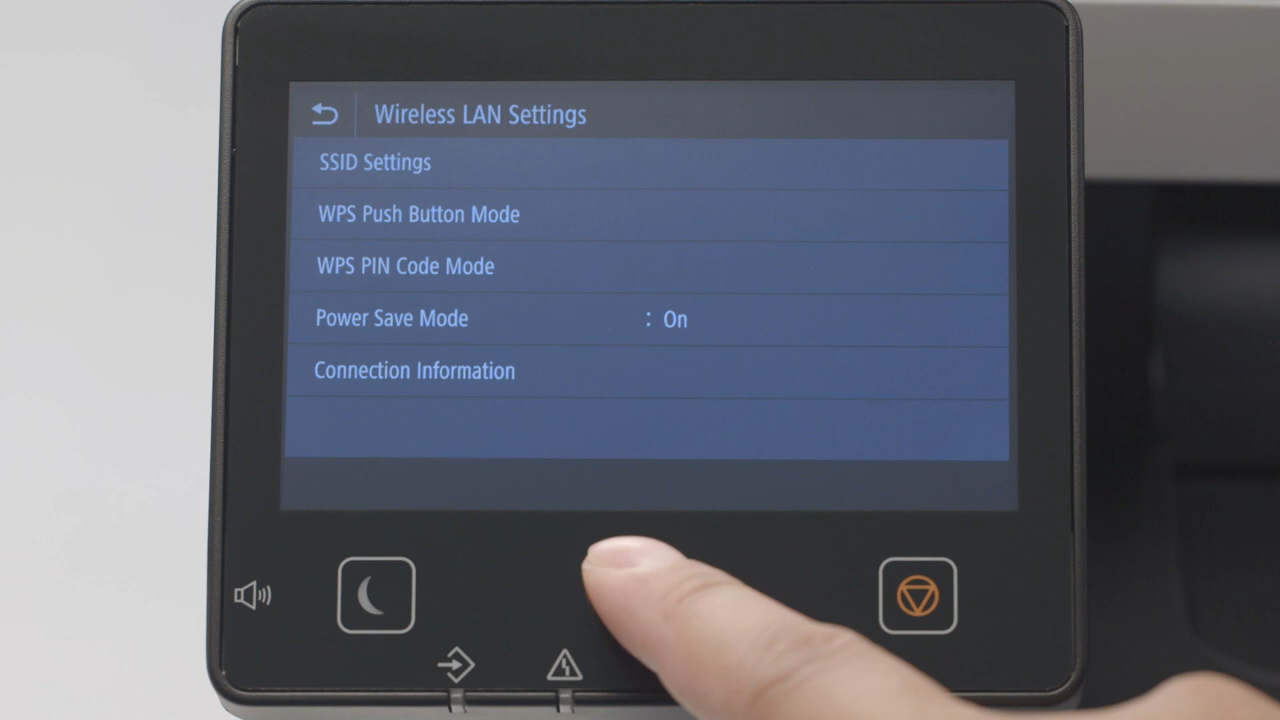 Wireless LAN Settings
SSID Settings
WPS Push Button Mode
WPS PIN Code Mode
Power Save Mode : On
Connection Information